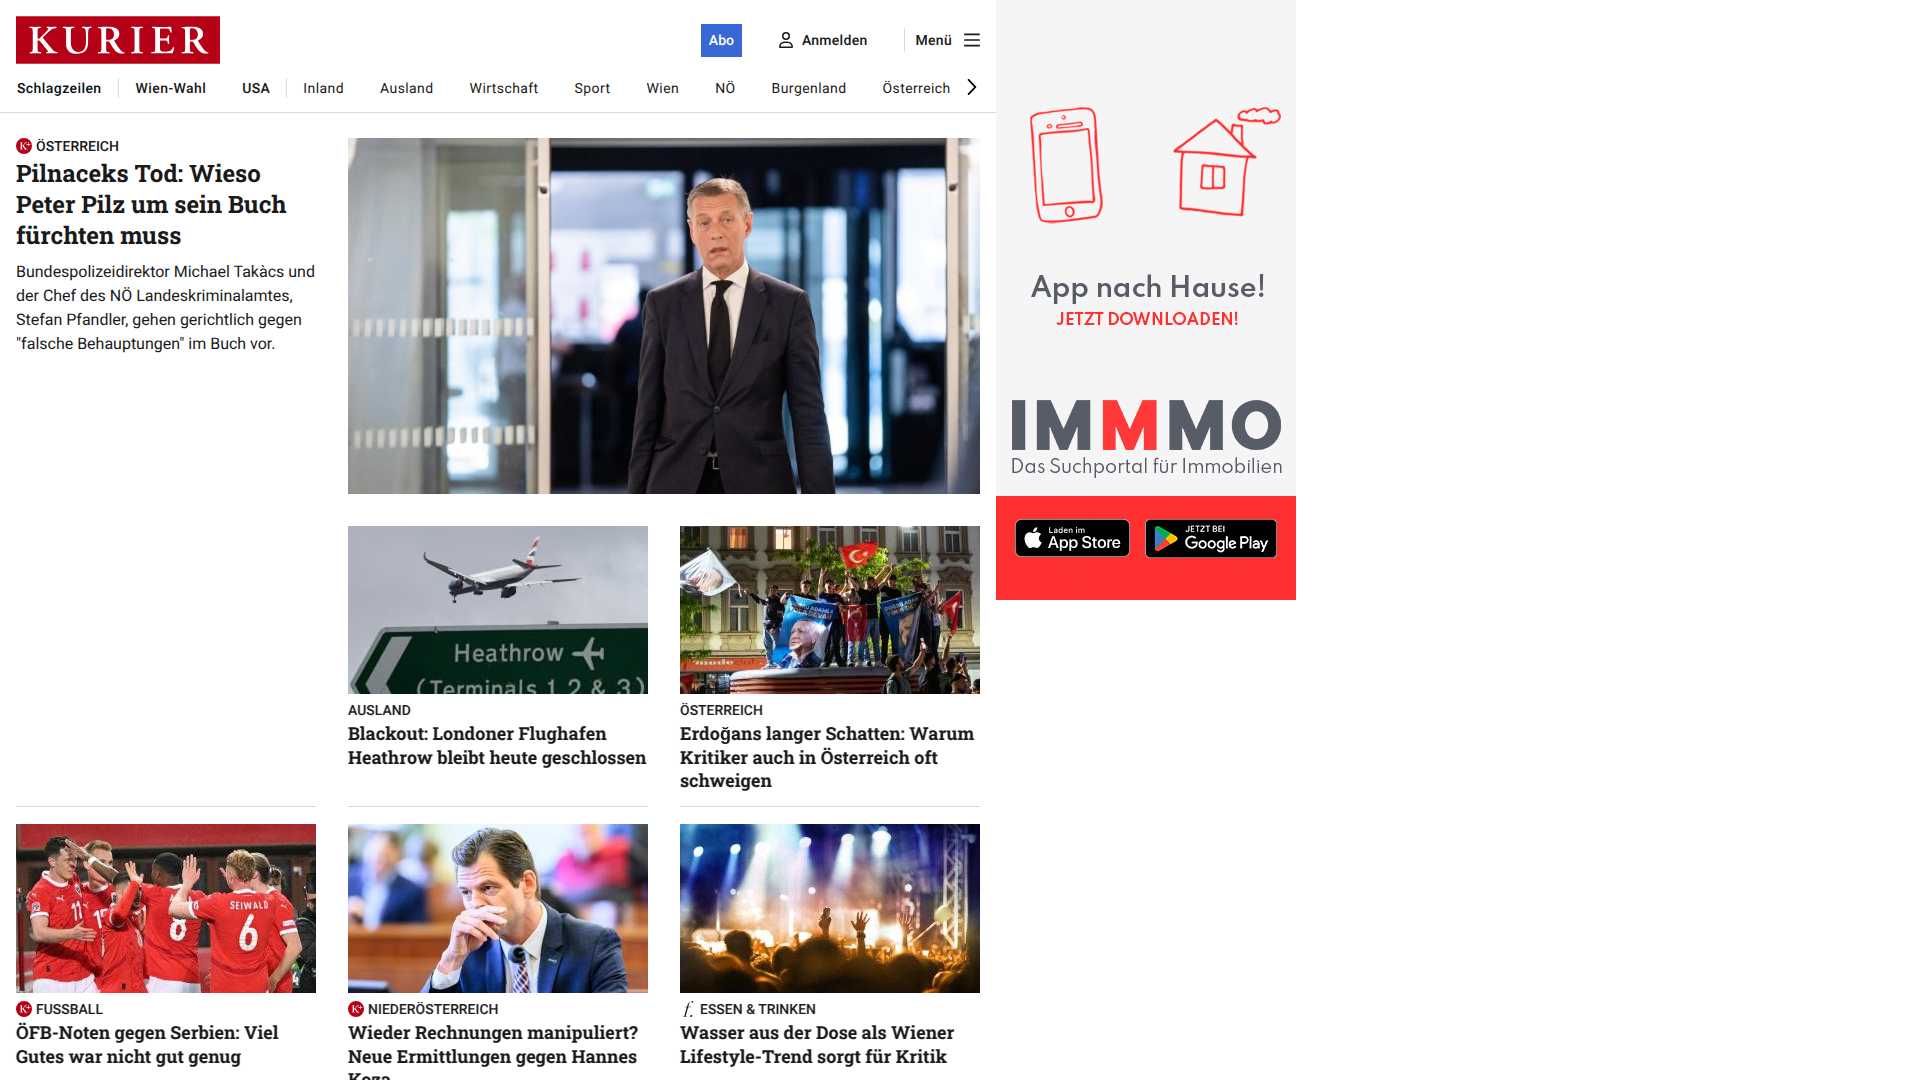 KURIER
Abo
Anmelden
Menü
Schlagzeilen
Wien-Wahl
USA
Inland
Ausland
Wirtschaft
Sport
Wien
NÖ
Burgenland
Österreich
ÖSTERREICH
Pilnaceks Tod: Wieso
Peter Pilz um sein Buch
fürchten muss
Bundespolizeidirektor Michael Takàcs und
der Chef des NÖ Landeskriminalamtes,
Stefan Pfandler, gehen gerichtlich gegen
"falsche Behauptungen" im Buch vor.
Heathrow
(Terminals 1, 2 & 3)
AUSLAND
Blackout: Londoner Flughafen
Heathrow bleibt heute geschlossen
ÖSTERREICH
Erdoğans langer Schatten: Warum
Kritiker auch in Österreich oft
schweigen
11
8
SEIWALD
6
K+ FUSSBALL
ÖFB-Noten gegen Serbien: Viel
Gutes war nicht gut genug
K+ NIEDERÖSTERREICH
Wieder Rechnungen manipuliert?
Neue Ermittlungen gegen Hannes
Koza
f. ESSEN & TRINKEN
Wasser aus der Dose als Wiener
Lifestyle-Trend sorgt für Kritik
App nach Hause!
JETZT DOWNLOADEN!
IMMMO
Das Suchportal für Immobilien
Laden im
App Store
JETZT BEI
Google Play